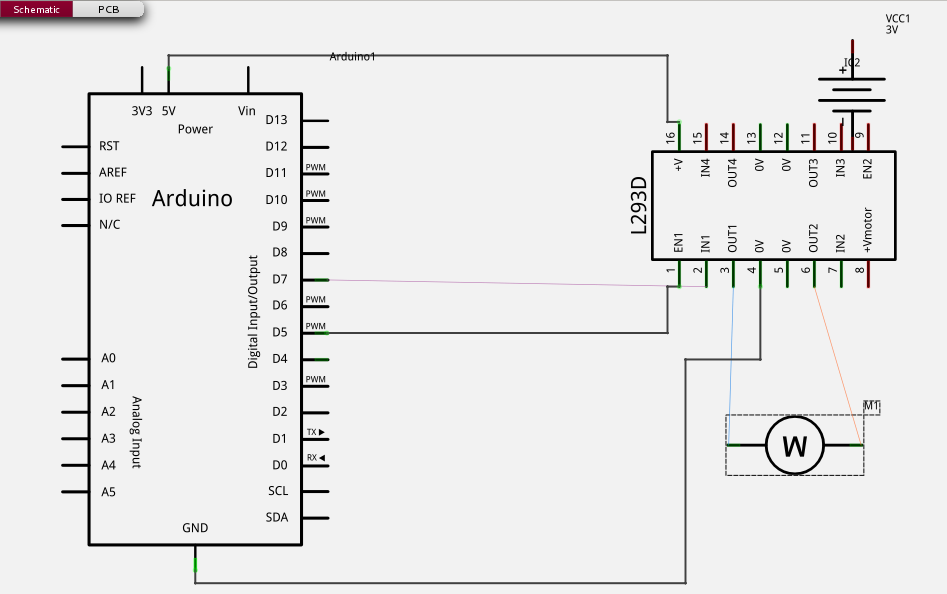 Schematic
PCB
VCC1
3V
Arduino1
IC2
+
3V3 5V Vin
Power
D13
RST
D12
AREF
D11 PWM
IO REF
Arduino
D10 PWM
N/C
D9 PWM
D8
D7
D6 PWM
D5 PWM
D4
Digital Input/Output
A0
A1
D3 PWM
A2
D2
A3
D1 TX ▶
A4
D0 RX ◀
A5
SCL
Analog Input
SDA
GND
16 15 14 13 12 11 10 9
+V IN4 OUT4 0V 0V OUT3 IN3 EN2
L293D
EN1 IN1 OUT1 0V 0V OUT2 IN2 +Vmotor
1 2 3 4 5 6 7 8
M1
M